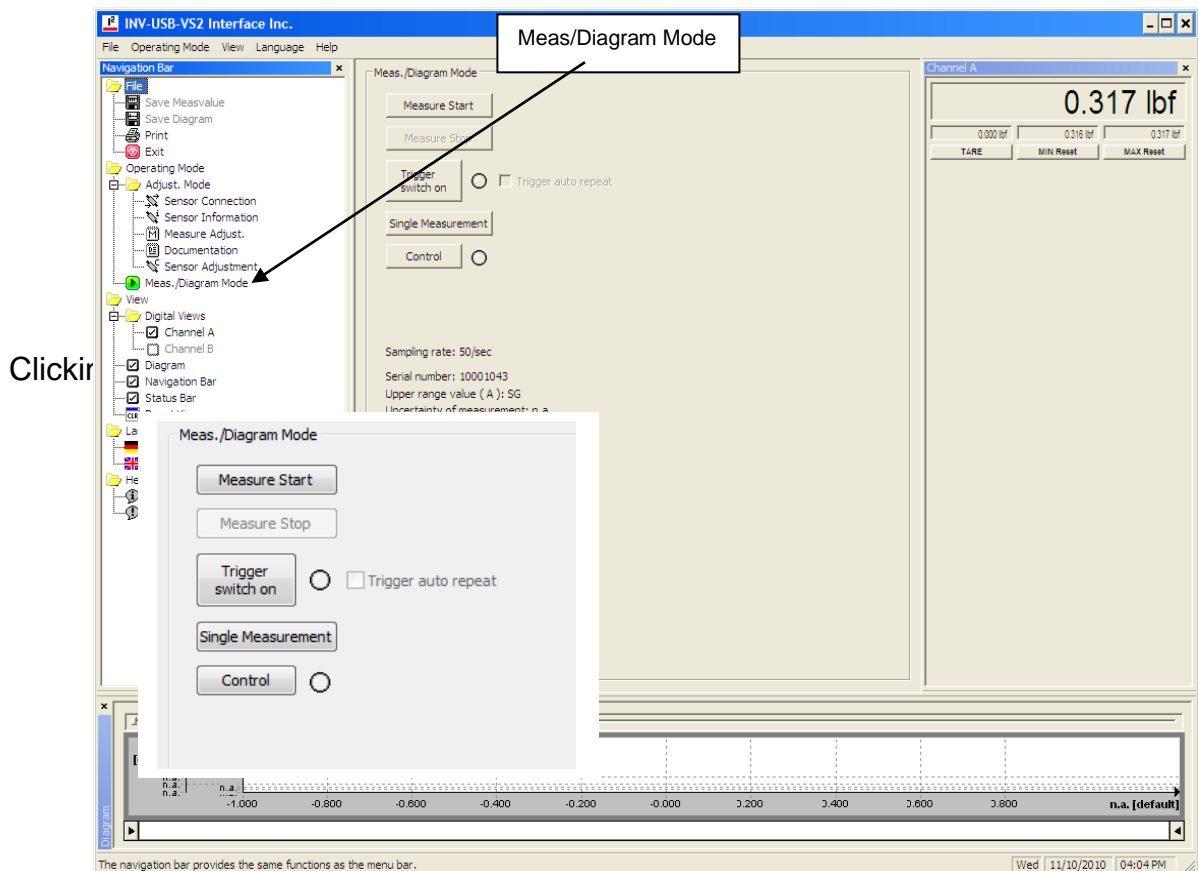 INV-USB-VS2 Interface Inc.
File Operating Mode View Language Help
Meas/Diagram Mode
Navigation Bar
File
Save Measvalue
Save Diagram
Print
Exit
Operating Mode
Adjust. Mode
Sensor Connection
Sensor Information
Measure Adjust.
Documentation
Sensor Adjustment
Meas./Diagram Mode
View
Digital Views
Channel A
Channel B
Diagram
Navigation Bar
Status Bar
Meas./Diagram Mode
Measure Start
Measure Stop
Trigger
switch on
Trigger auto repeat
Single Measurement
Control
Sampling rate: 50/sec
Serial number: 10001043
Upper range value ( A ): SG
Uncertainty of measurement: n.a.
Channel A
0.317 lbf
0.000 lbf 0.316 lbf 0.317 lbf
TARE MIN Reset MAX Reset
Meas./Diagram Mode
Measure Start
Measure Stop
Trigger
switch on
Trigger auto repeat
Single Measurement
Control
Diagram
n.a.
n.a.
n.a.
-1.000 -0.800 -0.600 -0.400 -0.200 -0.000 n.a. [default]
The navigation bar provides the same functions as the menu bar.
Wed 11/10/2010 04:04 PM